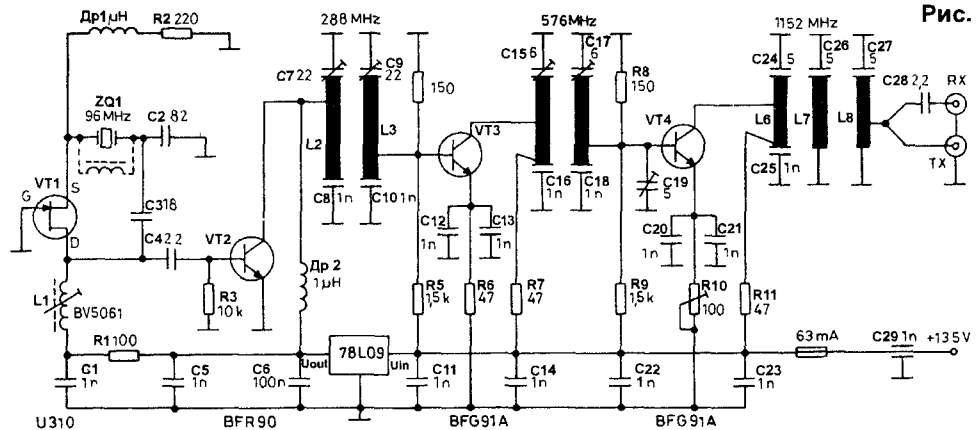 Рис.
Др1 μH
R2 220
288 MHz
576 MHz
1152 MHz
C7 22
C9
22
150
C15
6
C17
6
R8
150
C24
5
C26
5
C27
5
C28 2,2
RX
TX
ZQ1
96 MHz
C2 82
L2
L3
VT3
VT4
L6
L7
L8
VT1
G
S
D
C3 18
C4 2 2
VT2
C8 1n
C10 1n
C16
1n
C18
1n
C19
5
C25
1n
C12
1n
C13
1n
C20
1n
C21
1n
L1
BV5061
R3
10k
Др 2
1 μH
R5
1,5k
R6
47
R7
47
R9
1,5k
R10
100
R11
47
R1 100
Uout
78L09
Uin
63 mA
C29 1n
+13 5V
C1
1n
C5
1n
C6
100n
C11
1n
C14
1n
C22
1n
C23
1n
U310
BFR90
BFG91A
BFG91A